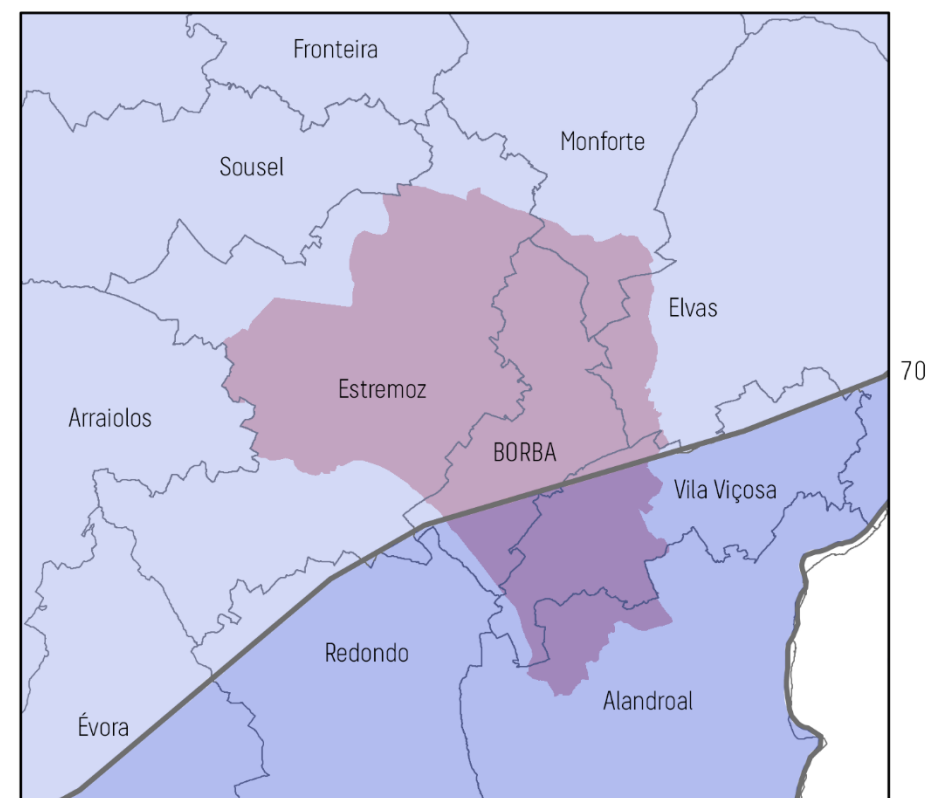 Fronteira
Monforte
Sousel
Elvas
70
Estremoz
Arraiolos
BORBA
Vila Viçosa
Redondo
Alandroal
Évora